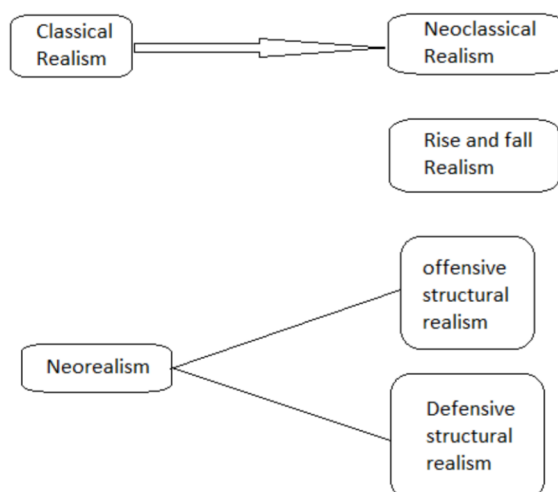 Classical
Realism
Neoclassical
Realism
Rise and fall
Realism
offensive
structural
realism
Neorealism
Defensive
structural
realism